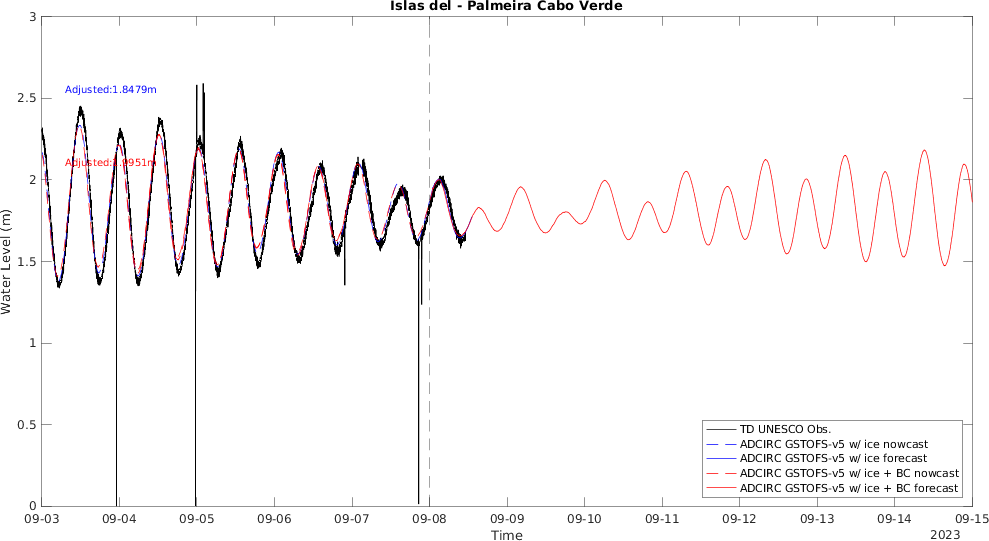 Islas del - Palmeira Cabo Verde
3
2.5
2
1.5
1
0.5
0
Water Level (m)
Adjusted:1.8479m
Adjusted:1.9951m
09-03 09-04 09-05 09-06 09-07 09-08 09-09 09-10 09-11 09-12 09-13 09-14 09-15
Time
2023
TD UNESCO Obs.
ADCIRC GSTOFS-v5 w/ ice nowcast
ADCIRC GSTOFS-v5 w/ ice forecast
ADCIRC GSTOFS-v5 w/ ice + BC nowcast
ADCIRC GSTOFS-v5 w/ ice + BC forecast